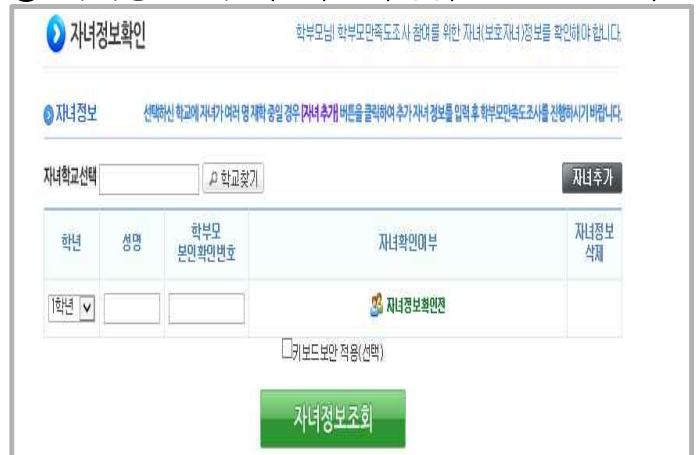 자녀정보확인
학부모님! 학부모만족도조사 참여를 위한 자녀(보호자녀)정보를 확인해야 합니다.
자녀정보
선택하신 학교에 자녀가 여러 명 재학 중일 경우 [자녀 추가] 버튼을 클릭하여 추가 자녀 정보를 입력 후 학부모만족도조사를 진행하시기 바랍니다.
자녀학교선택
학교찾기
자녀추가
학년
성명
학부모
본인확인번호
자녀확인여부
자녀정보
삭제
1학년
자녀정보확인전
키보드보안 적용(선택)
자녀정보조회